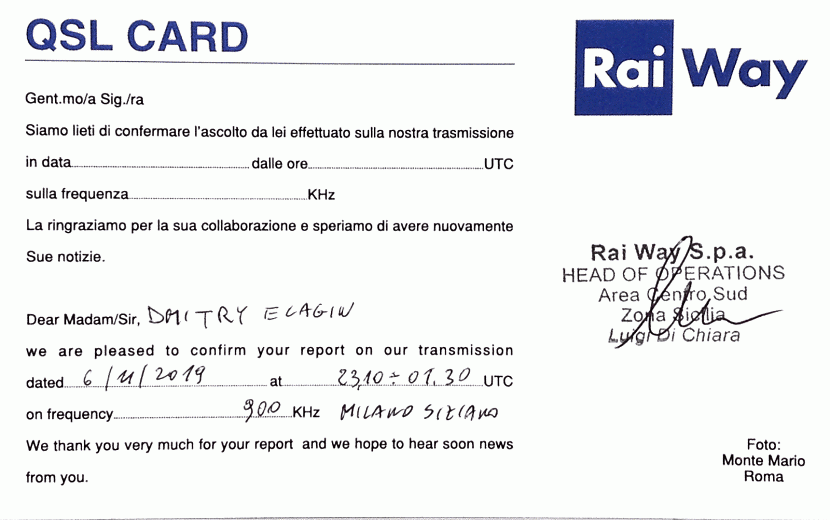 QSL CARD
Rai Way
Gent.mo/a Sig./ra
Siamo lieti di confermare l'ascolto da lei effettuato sulla nostra trasmissione
in data dalle ore UTC
sulla frequenza KHz
La ringraziamo per la sua collaborazione e speriamo di avere nuovamente
Sue notizie.
Rai Way S.p.a.
HEAD OF OPERATIONS
Area Centro Sud
Zona Sicilia
Luigi Di Chiara
Dear Madam/Sir, DMITRY ELAGIN
we are pleased to confirm your report on our transmission
dated 6/11/2019 at 23,10 ÷ 01.30 UTC
on frequency 900 KHz MILANO SIZIANO
We thank you very much for your report and we hope to hear soon news
from you.
Foto:
Monte Mario
Roma